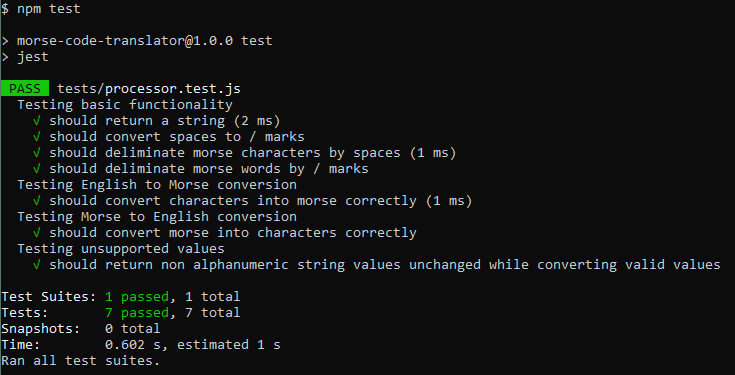 $ npm test
> morse-code-translator@1.0.0 test
> jest
PASS tests/processor.test.js
Testing basic functionality
√ should return a string (2 ms)
√ should convert spaces to / marks
√ should deliminate morse characters by spaces (1 ms)
√ should deliminate morse words by / marks
Testing English to Morse conversion
√ should convert characters into morse correctly (1 ms)
Testing Morse to English conversion
√ should convert morse into characters correctly
Testing unsupported values
√ should return non alphanumeric string values unchanged while converting valid values
Test Suites: 1 passed, 1 total
Tests: 7 passed, 7 total
Snapshots: 0 total
Time: 0.602 s, estimated 1 s
Ran all test suites.